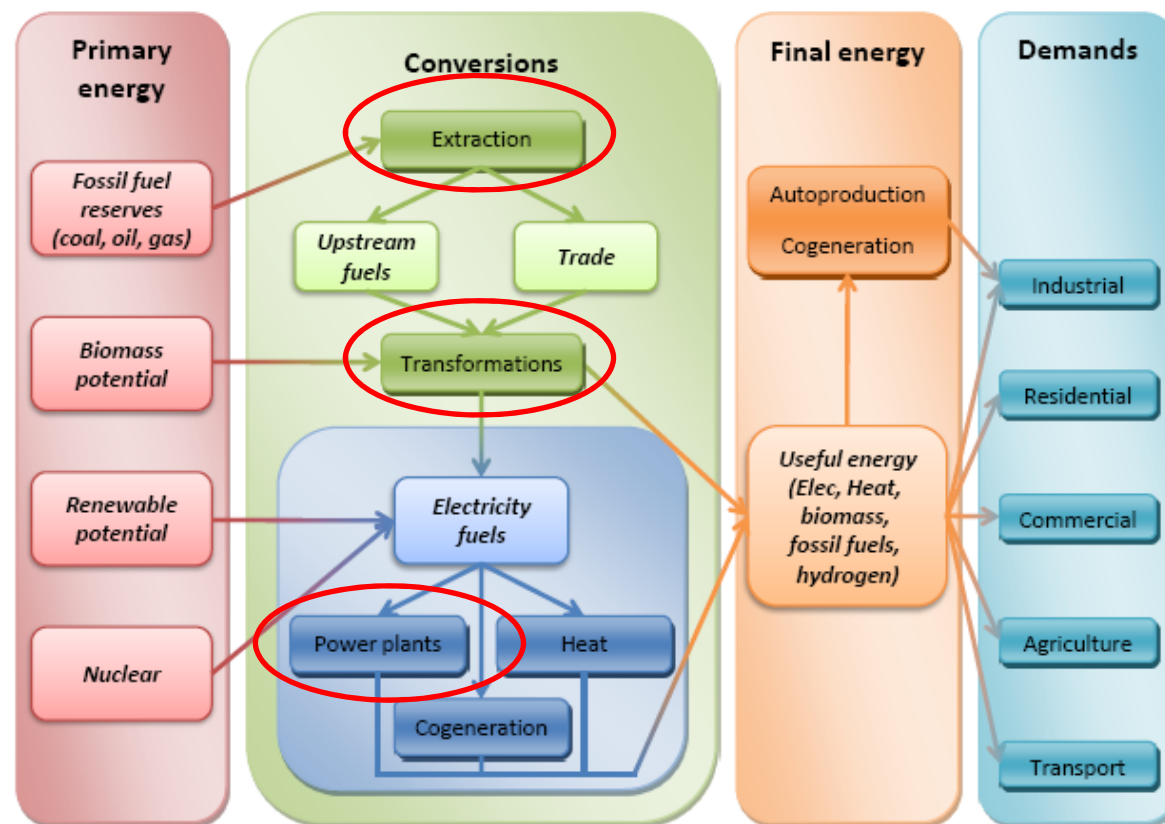 Primary
energy
Fossil fuel
reserves
(coal, oil, gas)
Biomass
potential
Renewable
potential
Nuclear
Conversions
Extraction
Upstream
fuels
Trade
Transformations
Electricity
fuels
Power plants
Heat
Cogeneration
Final energy
Autoproduction
Cogeneration
Useful energy
(Elec, Heat,
biomass,
fossil fuels,
hydrogen)
Demands
Industrial
Residential
Commercial
Agriculture
Transport